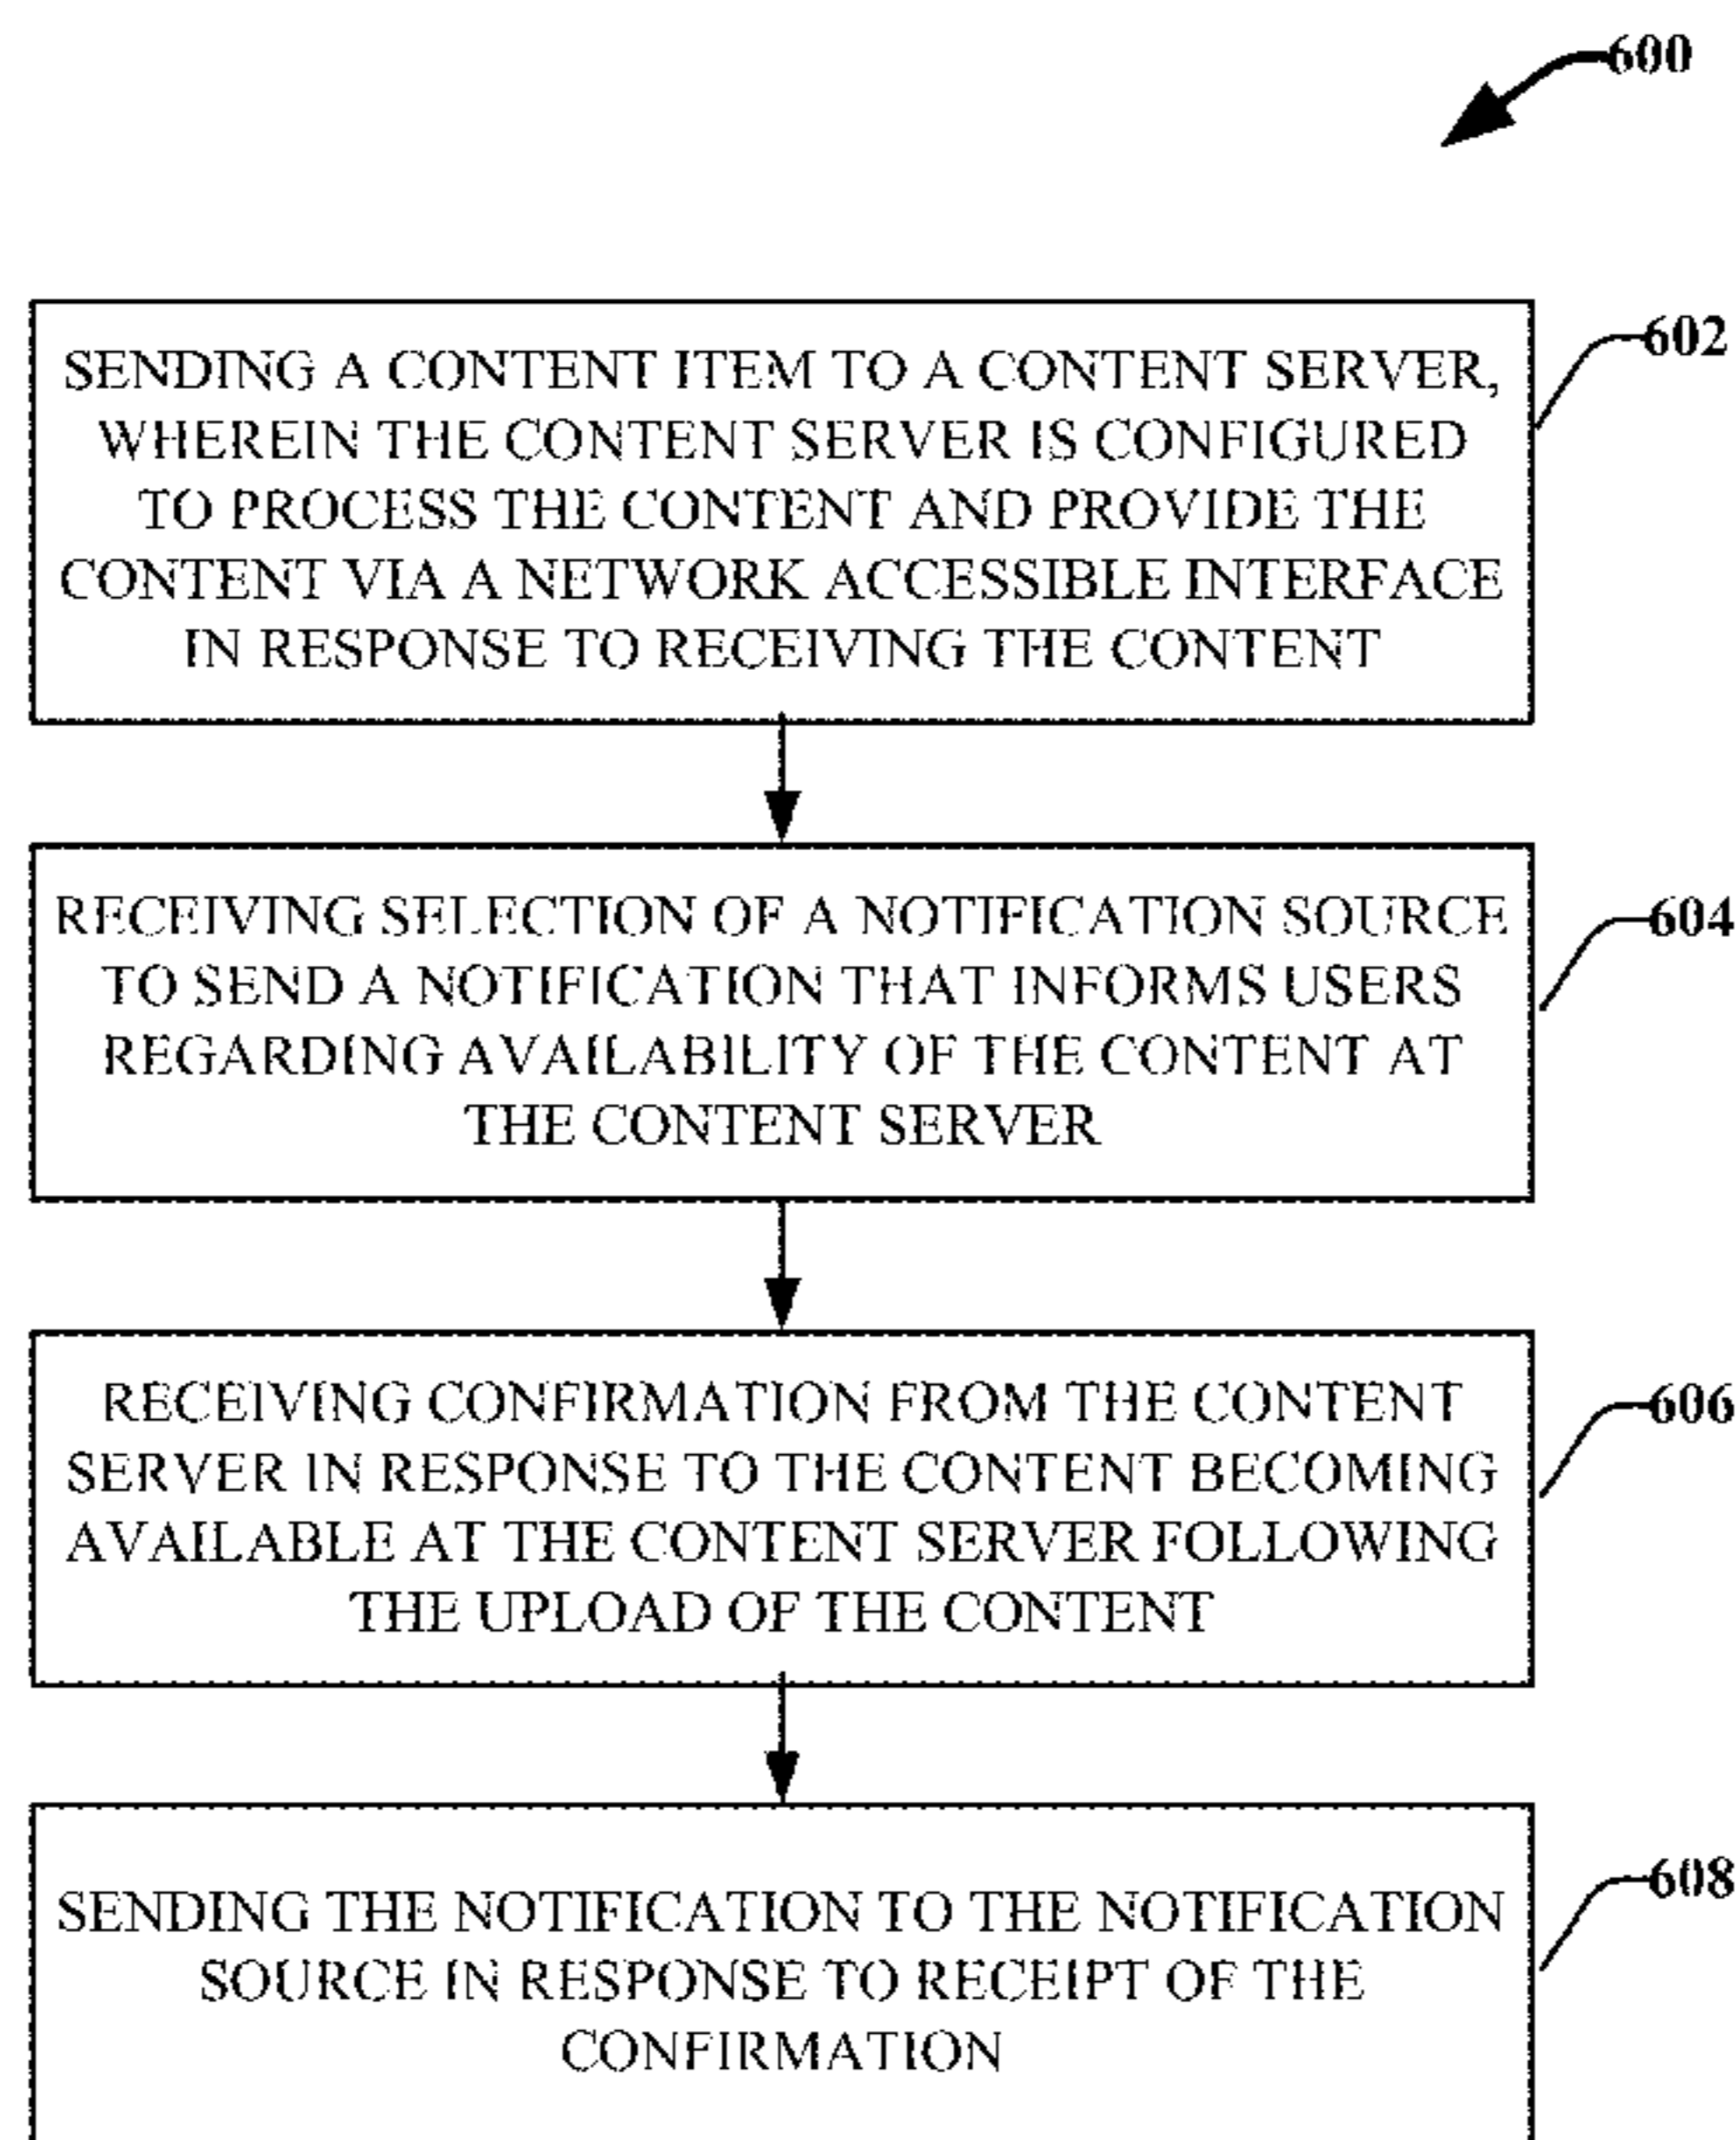 600
SENDING A CONTENT ITEM TO A CONTENT SERVER,
WHEREIN THE CONTENT SERVER IS CONFIGURED
TO PROCESS THE CONTENT AND PROVIDE THE
CONTENT VIA A NETWORK ACCESSIBLE INTERFACE
IN RESPONSE TO RECEIVING THE CONTENT
602
RECEIVING SELECTION OF A NOTIFICATION SOURCE
TO SEND A NOTIFICATION THAT INFORMS USERS
REGARDING AVAILABILITY OF THE CONTENT AT
THE CONTENT SERVER
604
RECEIVING CONFIRMATION FROM THE CONTENT
SERVER IN RESPONSE TO THE CONTENT BECOMING
AVAILABLE AT THE CONTENT SERVER FOLLOWING
THE UPLOAD OF THE CONTENT
606
SENDING THE NOTIFICATION TO THE NOTIFICATION
SOURCE IN RESPONSE TO RECEIPT OF THE
CONFIRMATION
608